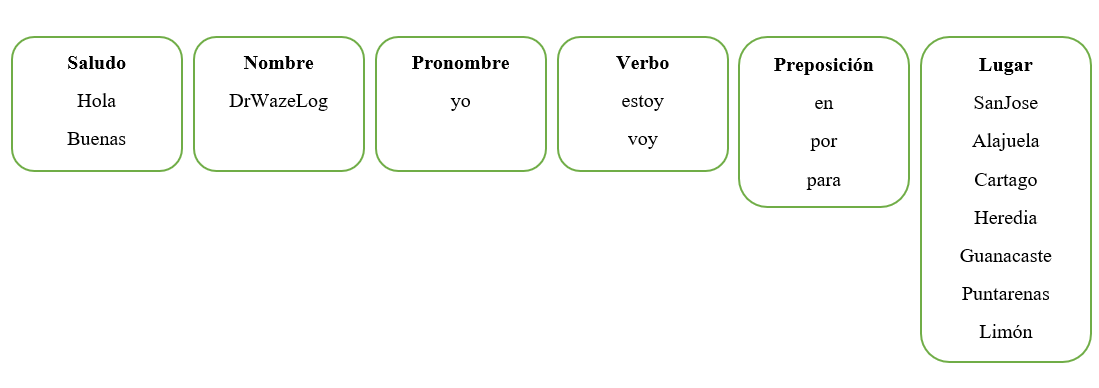 Saludo
Hola
Buenas
Nombre
DrWazeLog
Pronombre
yo
Verbo
estoy
voy
Preposición
en
por
para
Lugar
SanJose
Alajuela
Cartago
Heredia
Guanacaste
Puntarenas
Limón